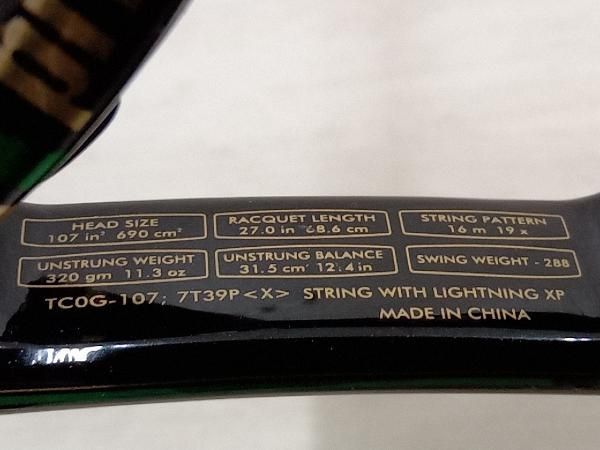 HEAD SIZE
107 in² 690 cm²
RACQUET LENGTH
27.0 in 68.6 cm
STRING PATTERN
16 m 19 x
UNSTRUNG WEIGHT
320 gm 11.3 oz
UNSTRUNG BALANCE
31.5 cm 12.4 in
SWING WEIGHT - 288
TC0G-107; 7T39P<X> STRING WITH LIGHTNING XP
MADE IN CHINA